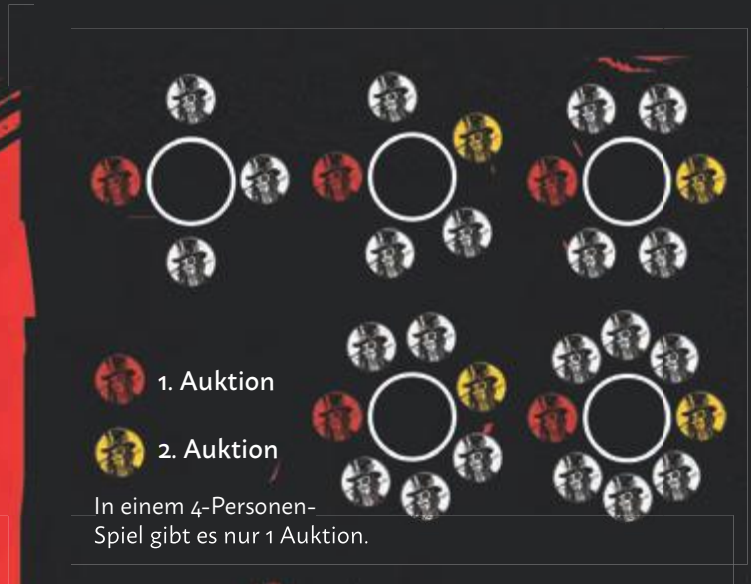 1. Auktion
2. Auktion
In einem 4-Personen-
Spiel gibt es nur 1 Auktion.